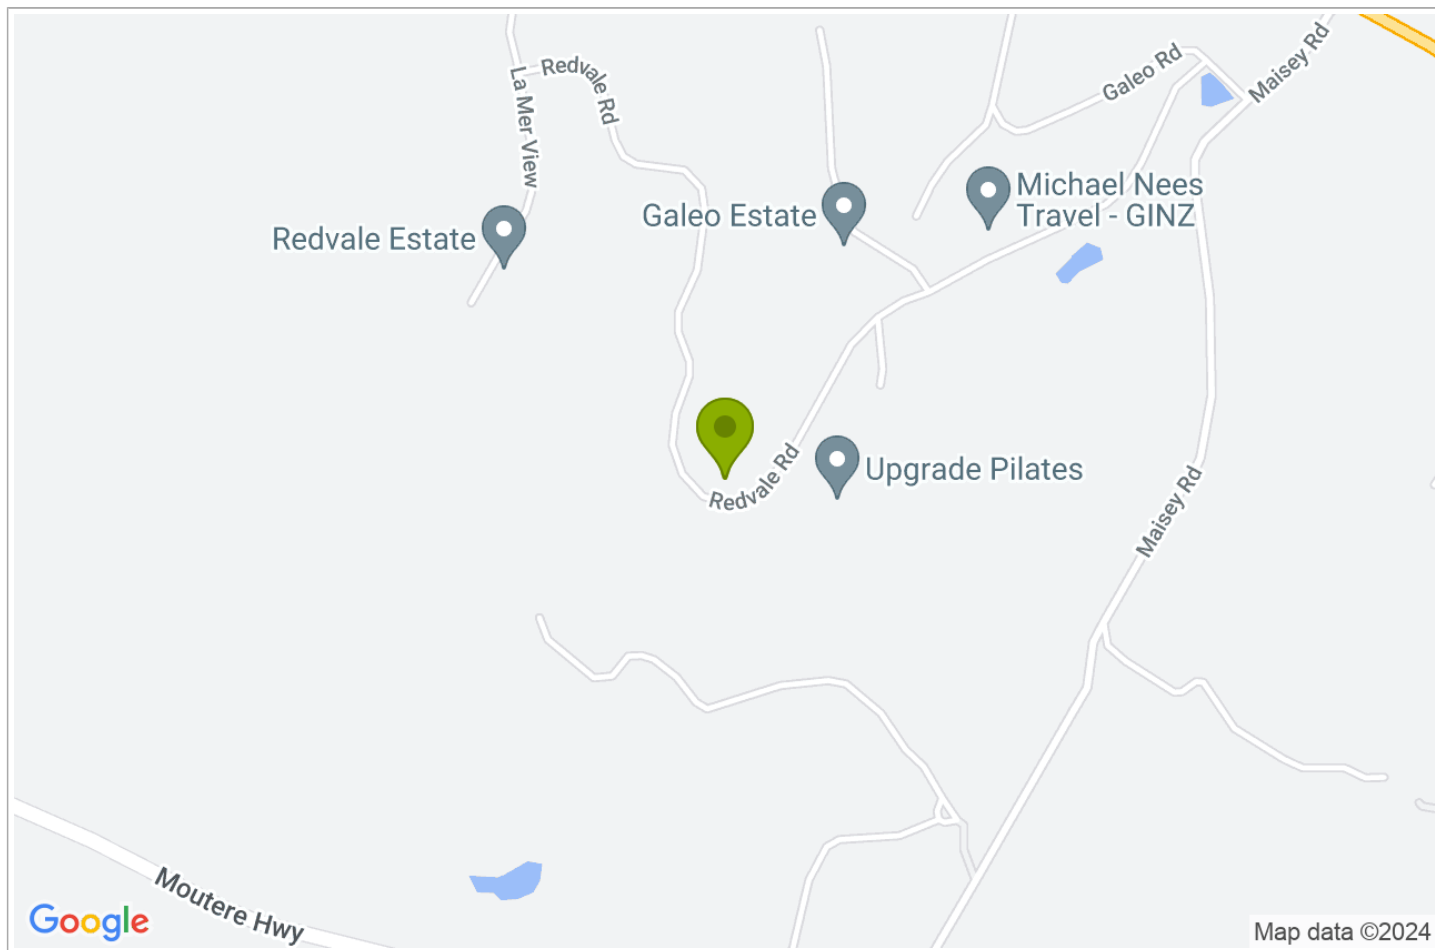 Redvale Rd
La Mer View
Galeo Rd
Maisey Rd
Michael Nees
Travel - GINZ
Galeo Estate
Redvale Estate
Upgrade Pilates
Redvale Rd
Maisey Rd
Moutere Hwy
Google
Map data ©2024